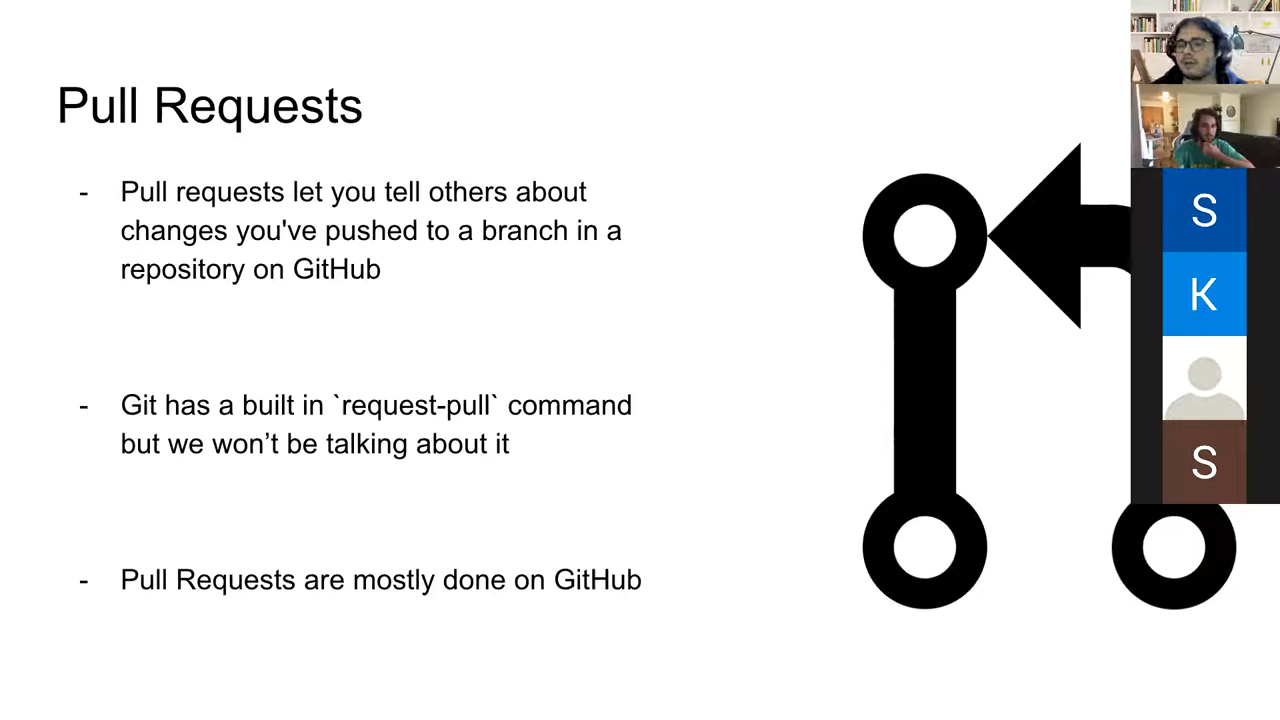 Pull Requests
- Pull requests let you tell others about
changes you've pushed to a branch in a
repository on GitHub
- Git has a built in `request-pull` command
but we won’t be talking about it
- Pull Requests are mostly done on GitHub
S
K
S